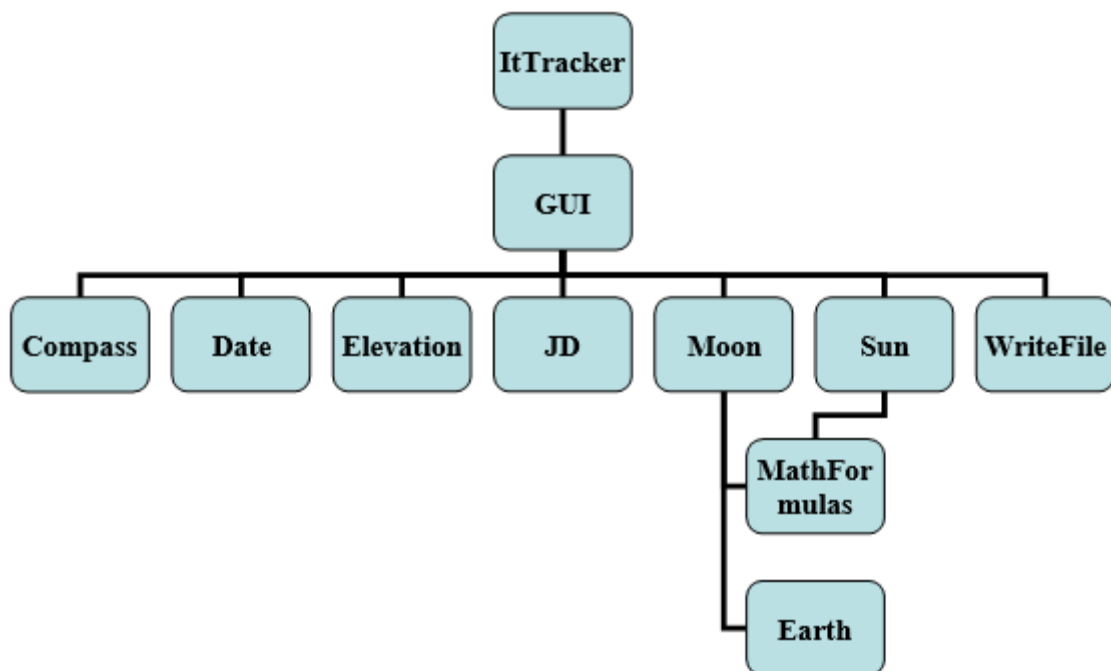 ItTracker
GUI
Compass
Date
Elevation
JD
Moon
Sun
WriteFile
MathFor
mulas
Earth